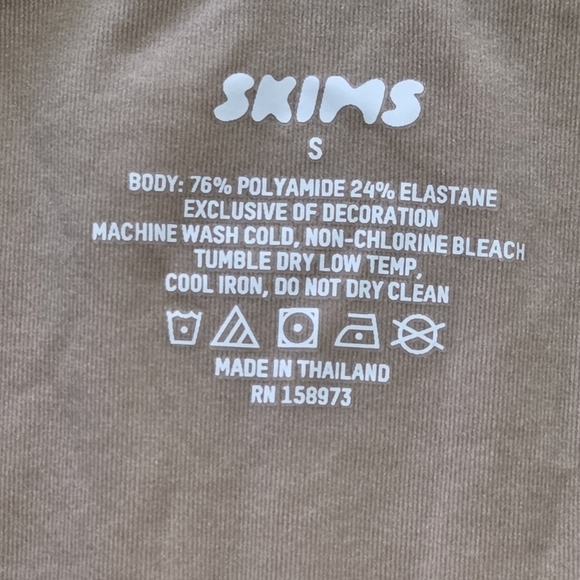 SKIMS
S
BODY: 76% POLYAMIDE 24% ELASTANE
EXCLUSIVE OF DECORATION
MACHINE WASH COLD, NON-CHLORINE BLEACH
TUMBLE DRY LOW TEMP,
COOL IRON, DO NOT DRY CLEAN
MADE IN THAILAND
RN 158973